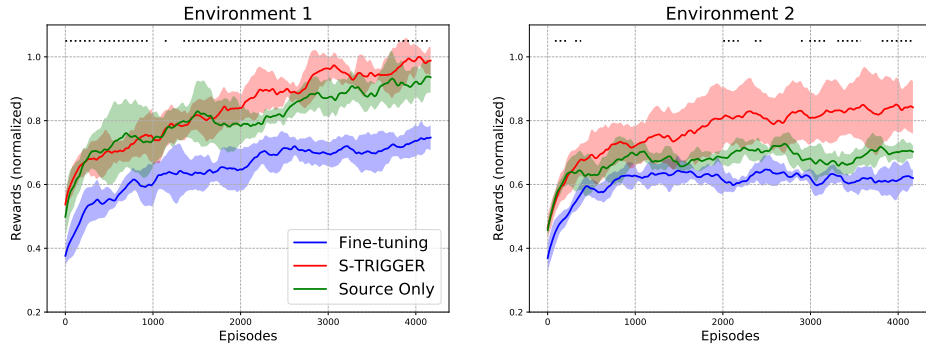 Environment 1
Rewards (normalized)
1.0
0.8
0.6
0.4
0.2
0
1000
2000
3000
4000
Episodes
Fine-tuning
S-TRIGGER
Source Only
Environment 2
Rewards (normalized)
1.0
0.8
0.6
0.4
0.2
0
1000
2000
3000
4000
Episodes